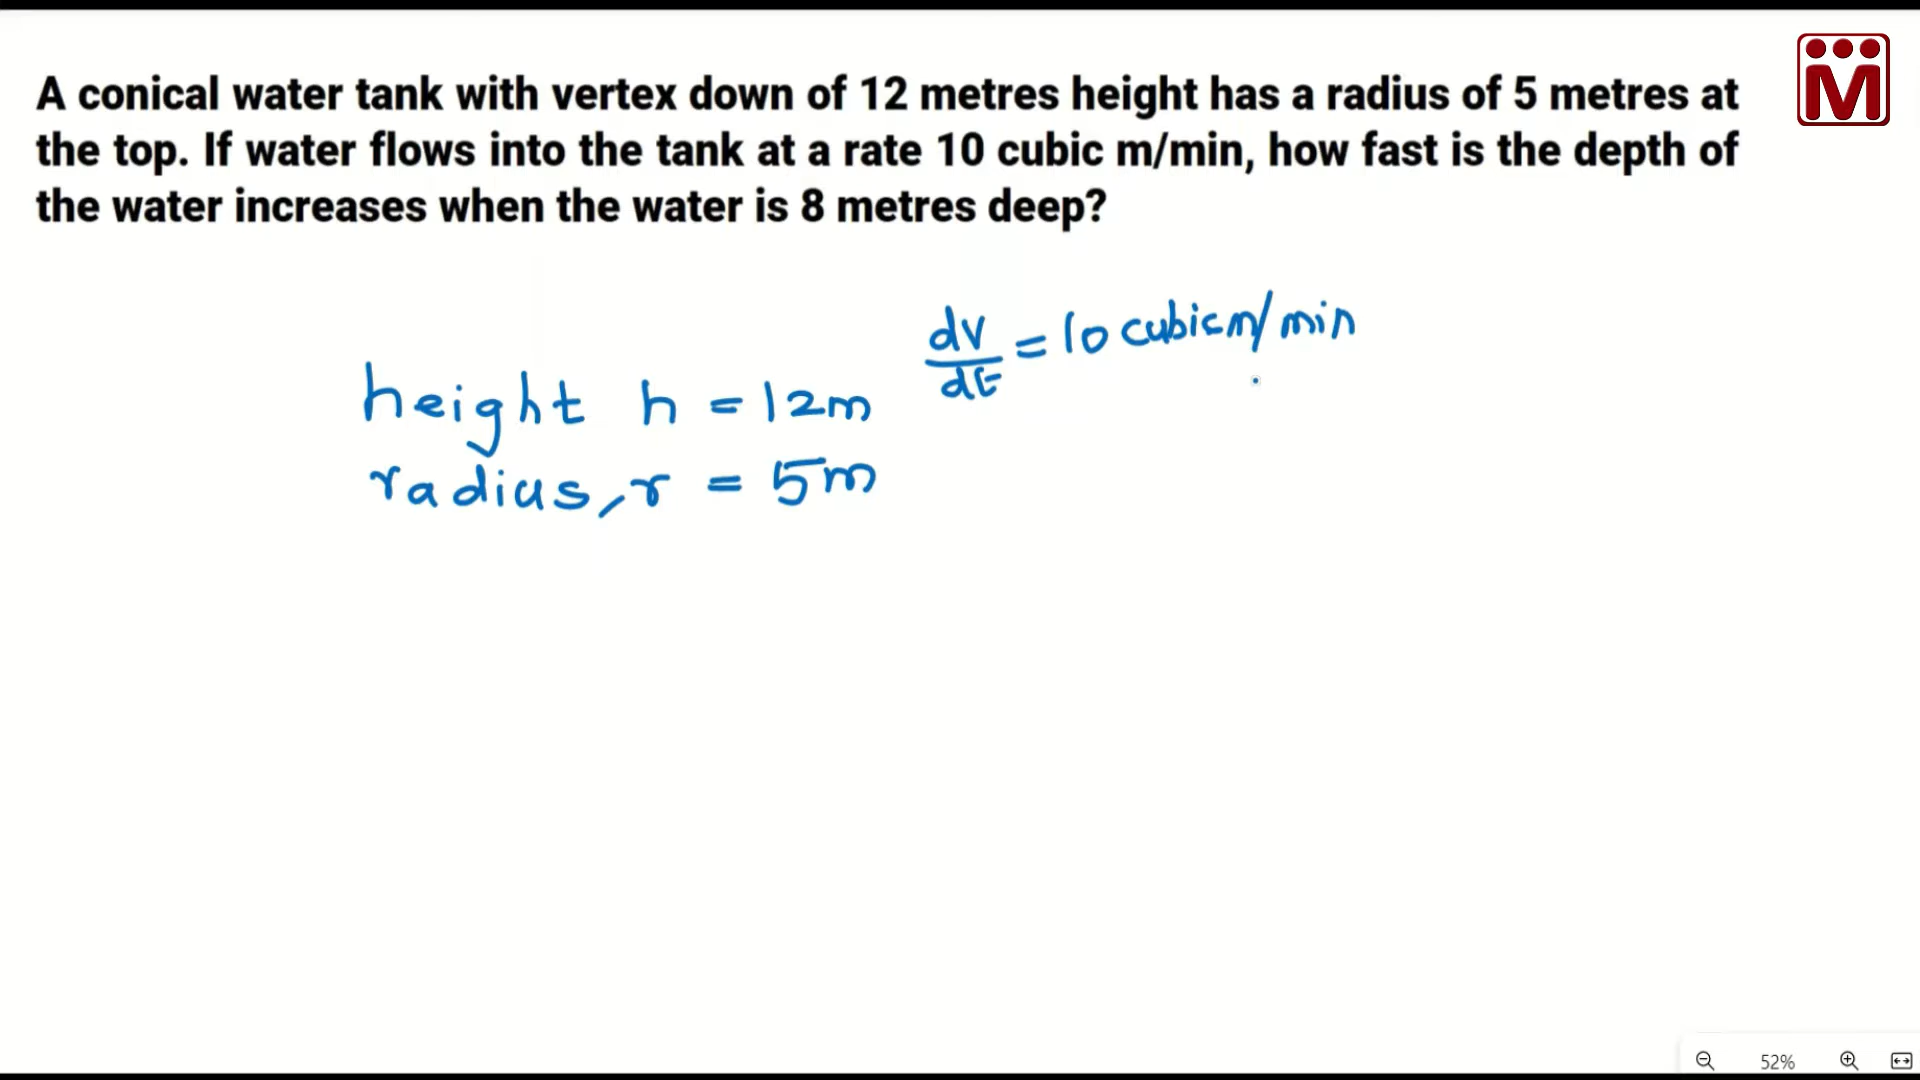 A conical water tank with vertex down of 12 metres height has a radius of 5 metres at
the top. If water flows into the tank at a rate 10 cubic m/min, how fast is the depth of
the water increases when the water is 8 metres deep?
M
dv/dt = 10 cubic m/min
height h = 12m
radius, r = 5m
52%